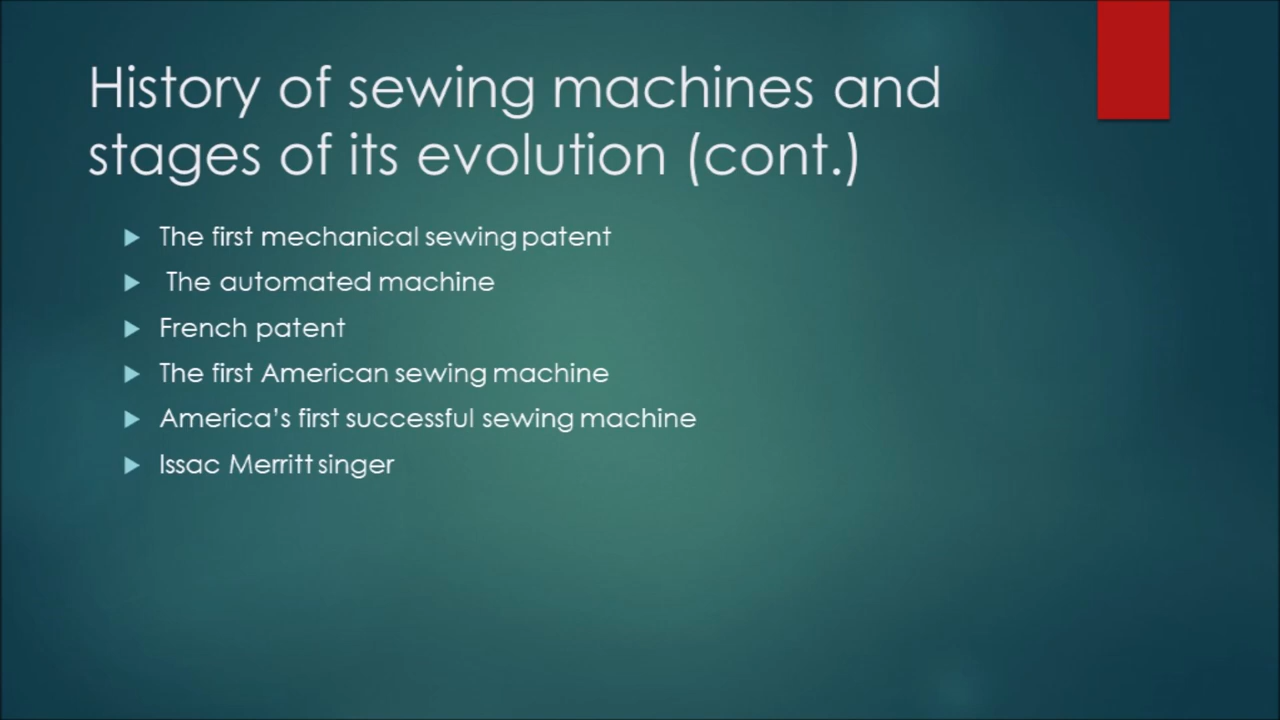 History of sewing machines and
stages of its evolution (cont.)
The first mechanical sewing patent
The automated machine
French patent
The first American sewing machine
America's first successful sewing machine
Issac Merritt singer